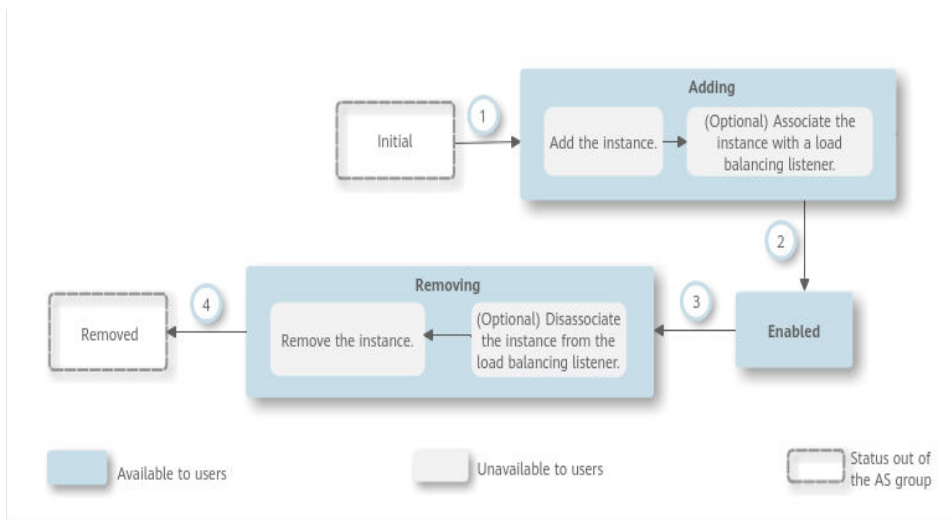 Adding
Initial
1
Add the instance.
(Optional) Associate the
instance with a load
balancing listener.
2
Removing
Removed
4
Remove the instance.
(Optional) Disassociate
the instance from the
load balancing listener.
3
Enabled
Available to users
Unavailable to users
Status out of
the AS group